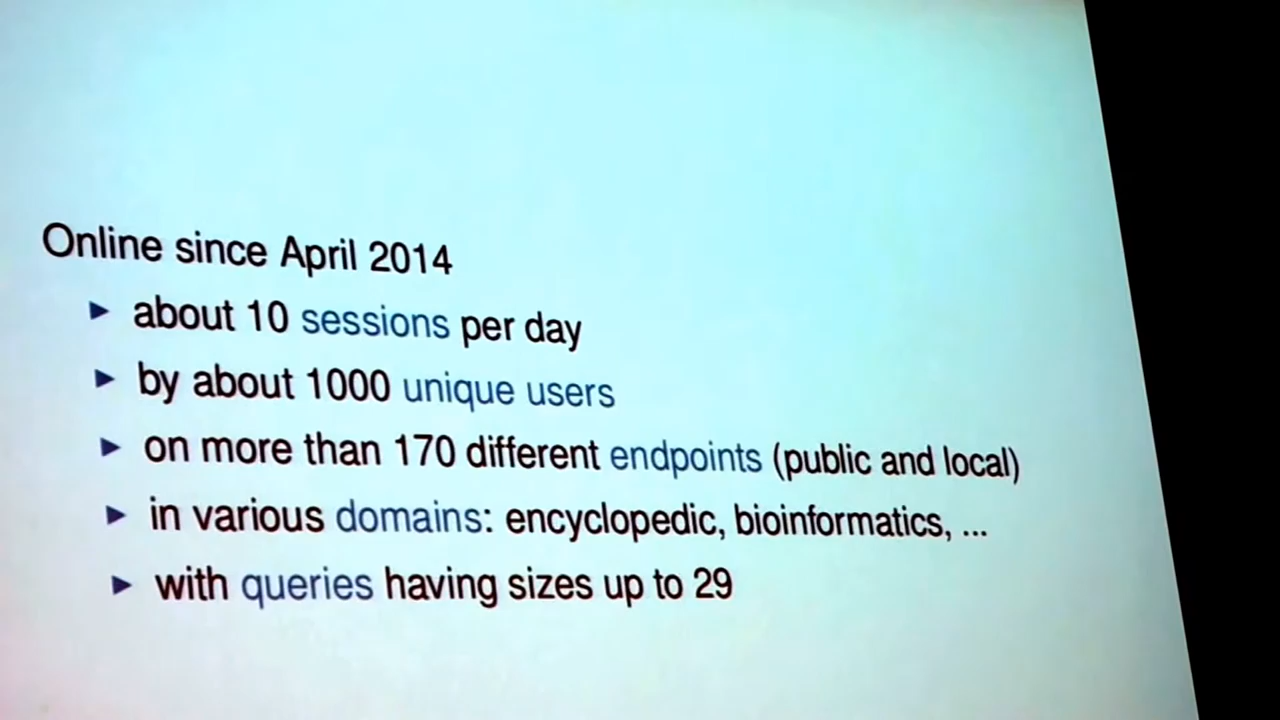 Online since April 2014
► about 10 sessions per day
► by about 1000 unique users
► on more than 170 different endpoints (public and local)
► in various domains: encyclopedic, bioinformatics, ...
► with queries having sizes up to 29